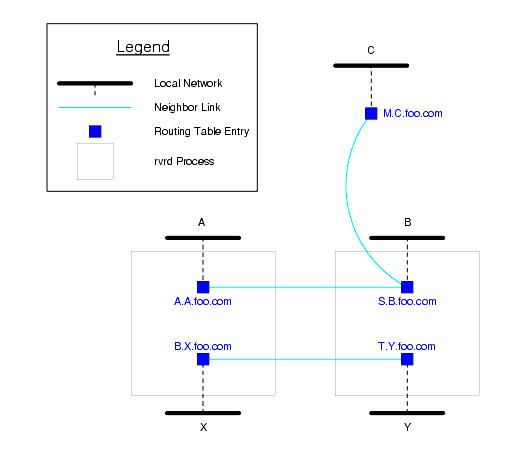 Legend
Local Network
Neighbor Link
Routing Table Entry
rvrd Process
C
M.C.foo.com
A
B
A.A.foo.com
S.B.foo.com
B.X.foo.com
T.Y.foo.com
X
Y